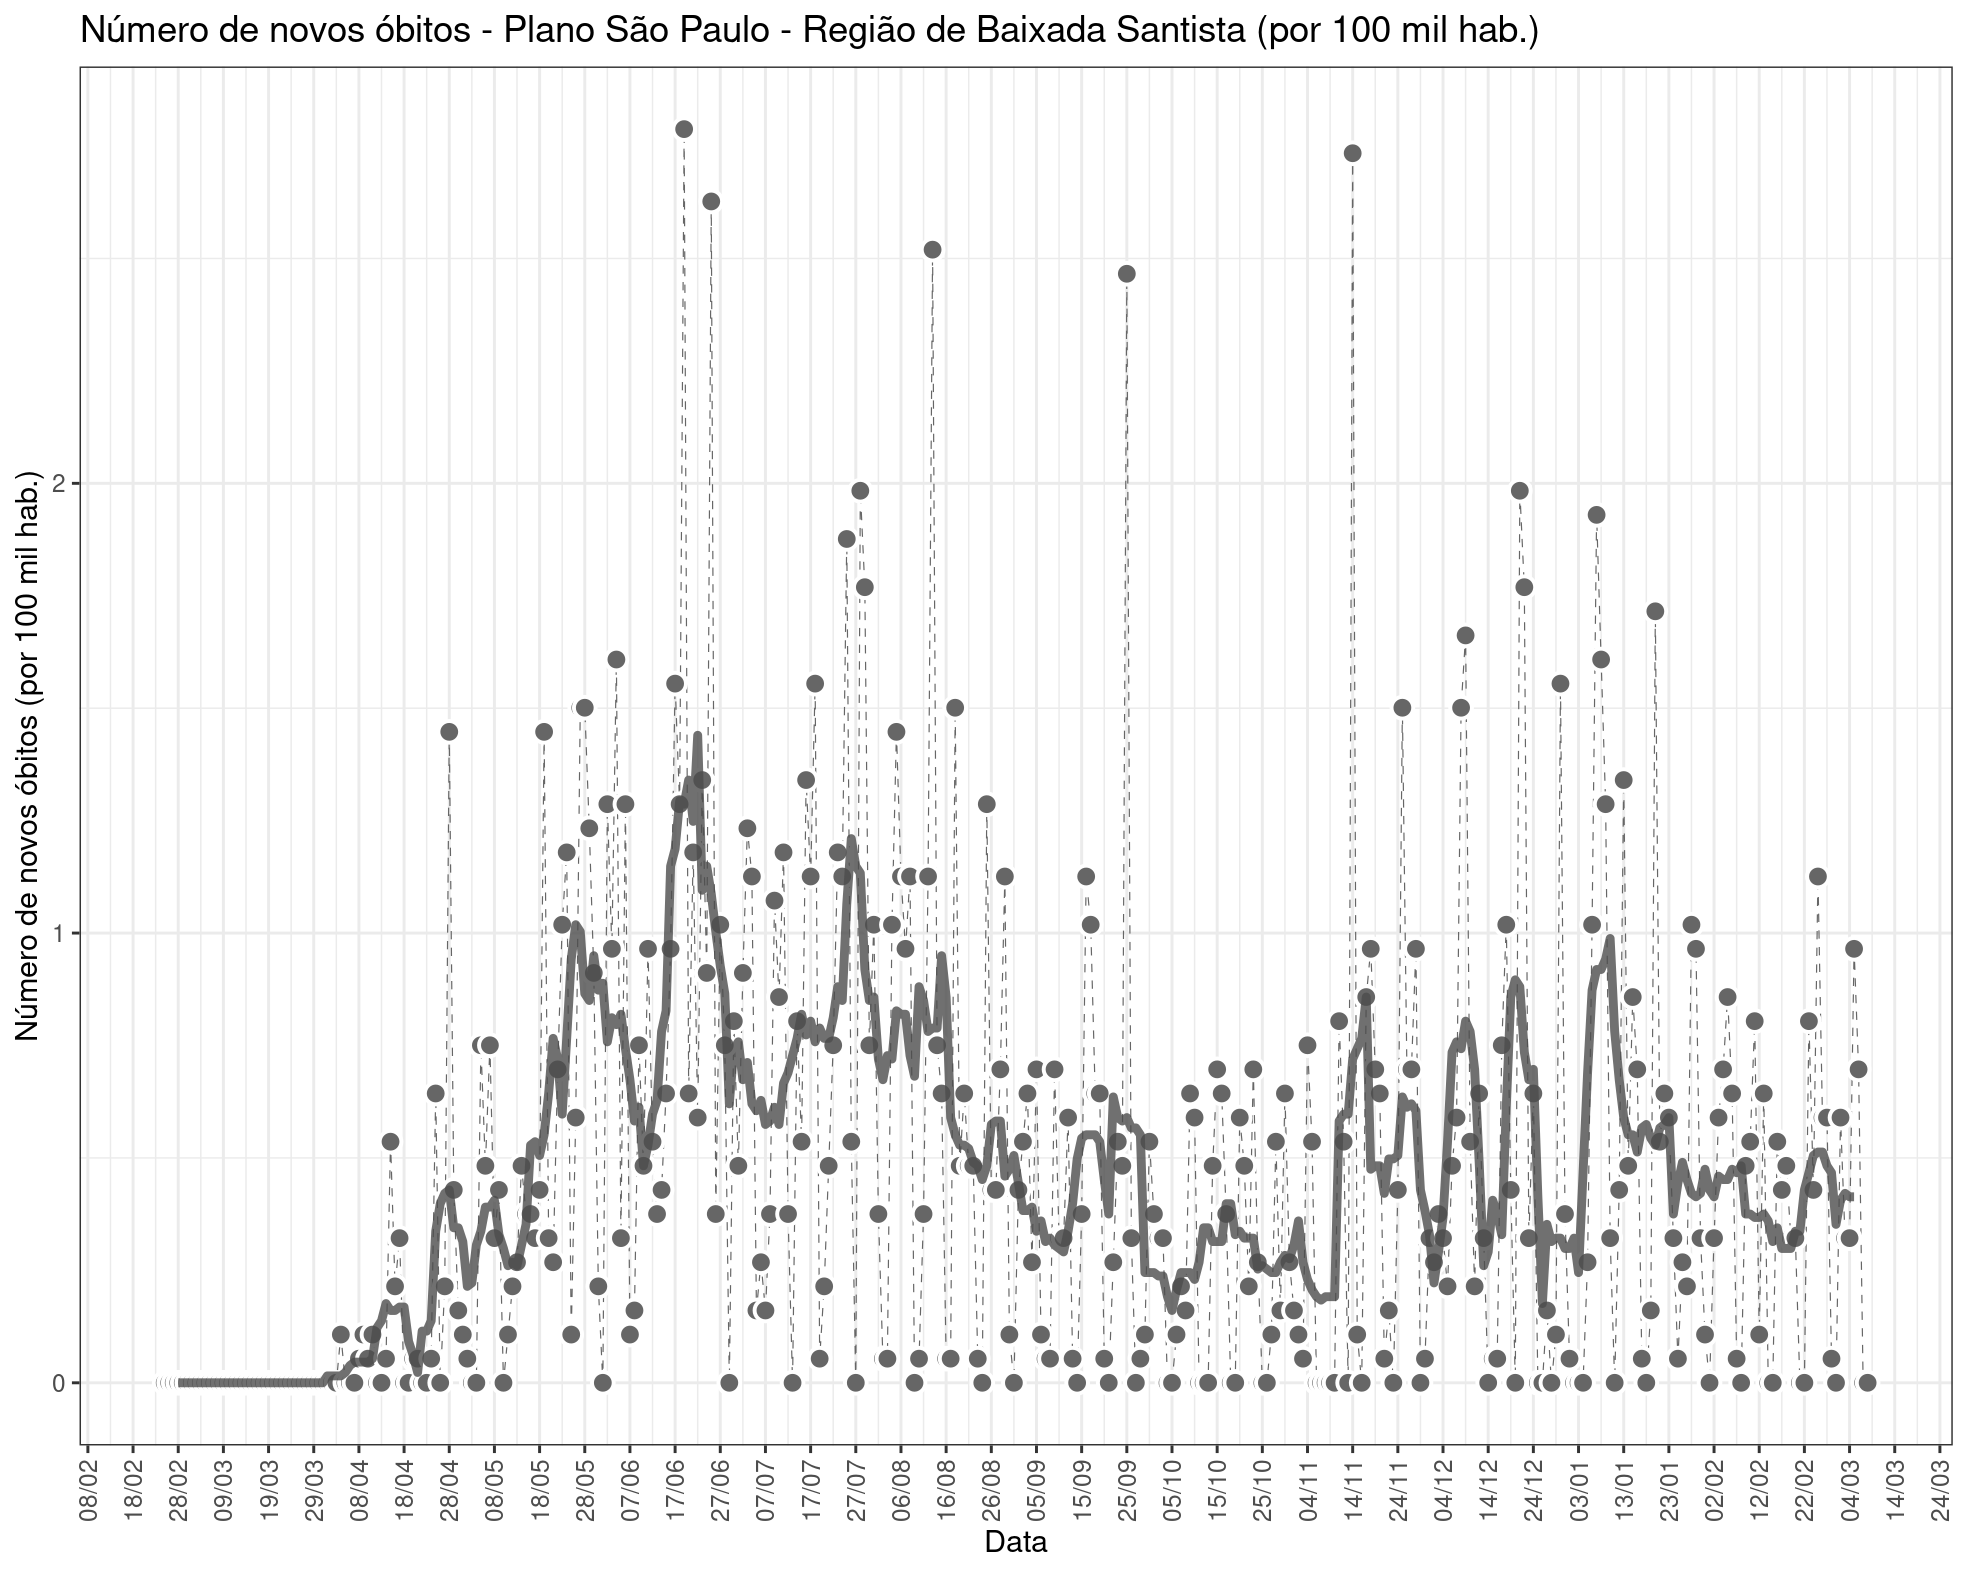 Número de novos óbitos - Plano São Paulo - Região de Baixada Santista (por 100 mil hab.)
Número de novos óbitos (por 100 mil hab.)
2
1
0
08/02 18/02 28/02 09/03 19/03 29/03 08/04 18/04 28/04 08/05 18/05 28/05 07/06 17/06 27/06 07/07 17/07 27/07 06/08 16/08 26/08 05/09 15/09 25/09 05/10 15/10 25/10 04/11 14/11 24/11 04/12 14/12 24/12 03/01 13/01 23/01 02/02 12/02 22/02 04/03 14/03 24/03
Data